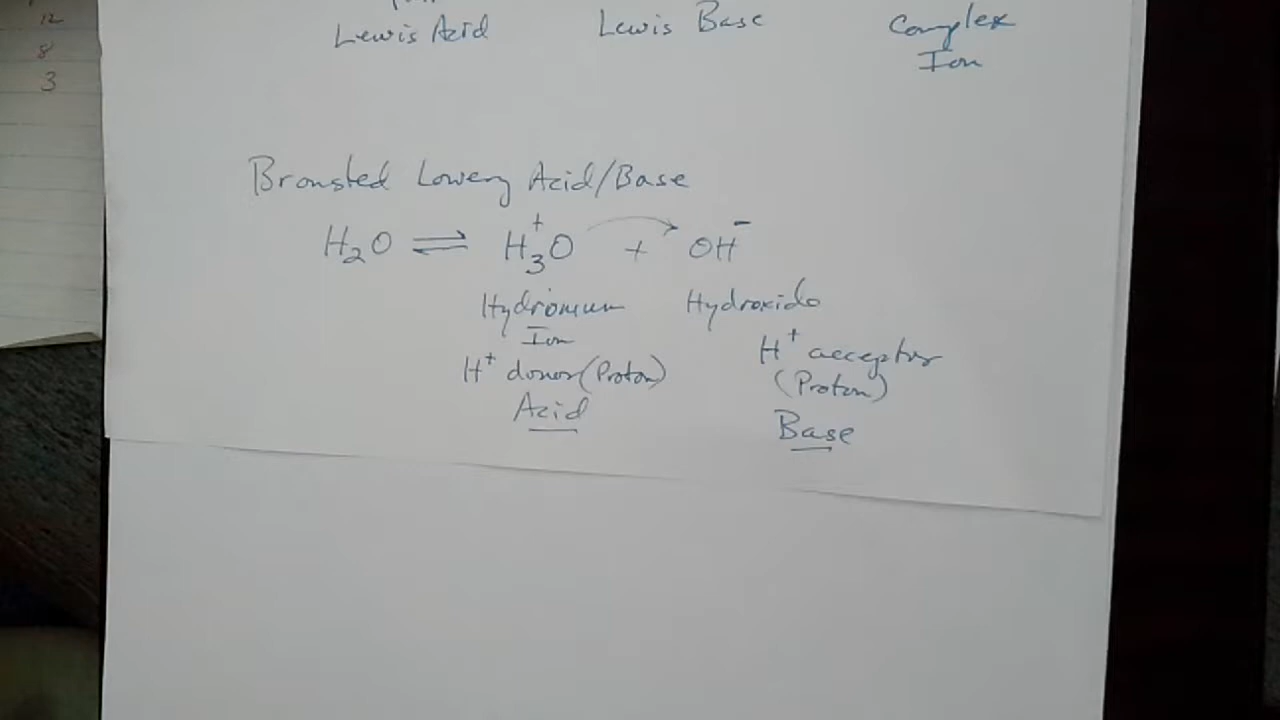 12
8
3
Lewis Acid Lewis Base Complex
Ion
Bronsted Lowery Acid/Base
H₂O ⇌ H₃⁺O + OH⁻
Hydronium Hydroxide
Ion
H⁺ donor (Proton) H⁺ acceptor
(Proton)
Acid Base